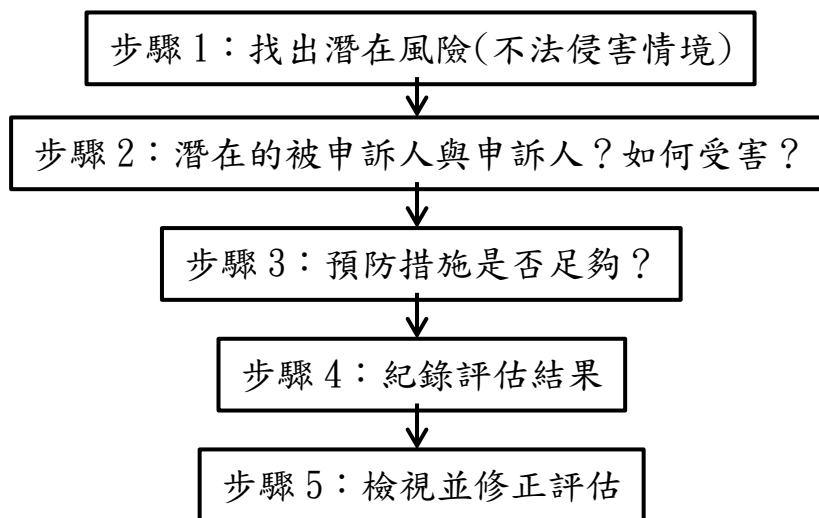 步驟1：找出潛在風險(不法侵害情境)
步驟2：潛在的被申訴人與申訴人？如何受害？
步驟3：預防措施是否足夠？
步驟4：紀錄評估結果
步驟5：檢視並修正評估